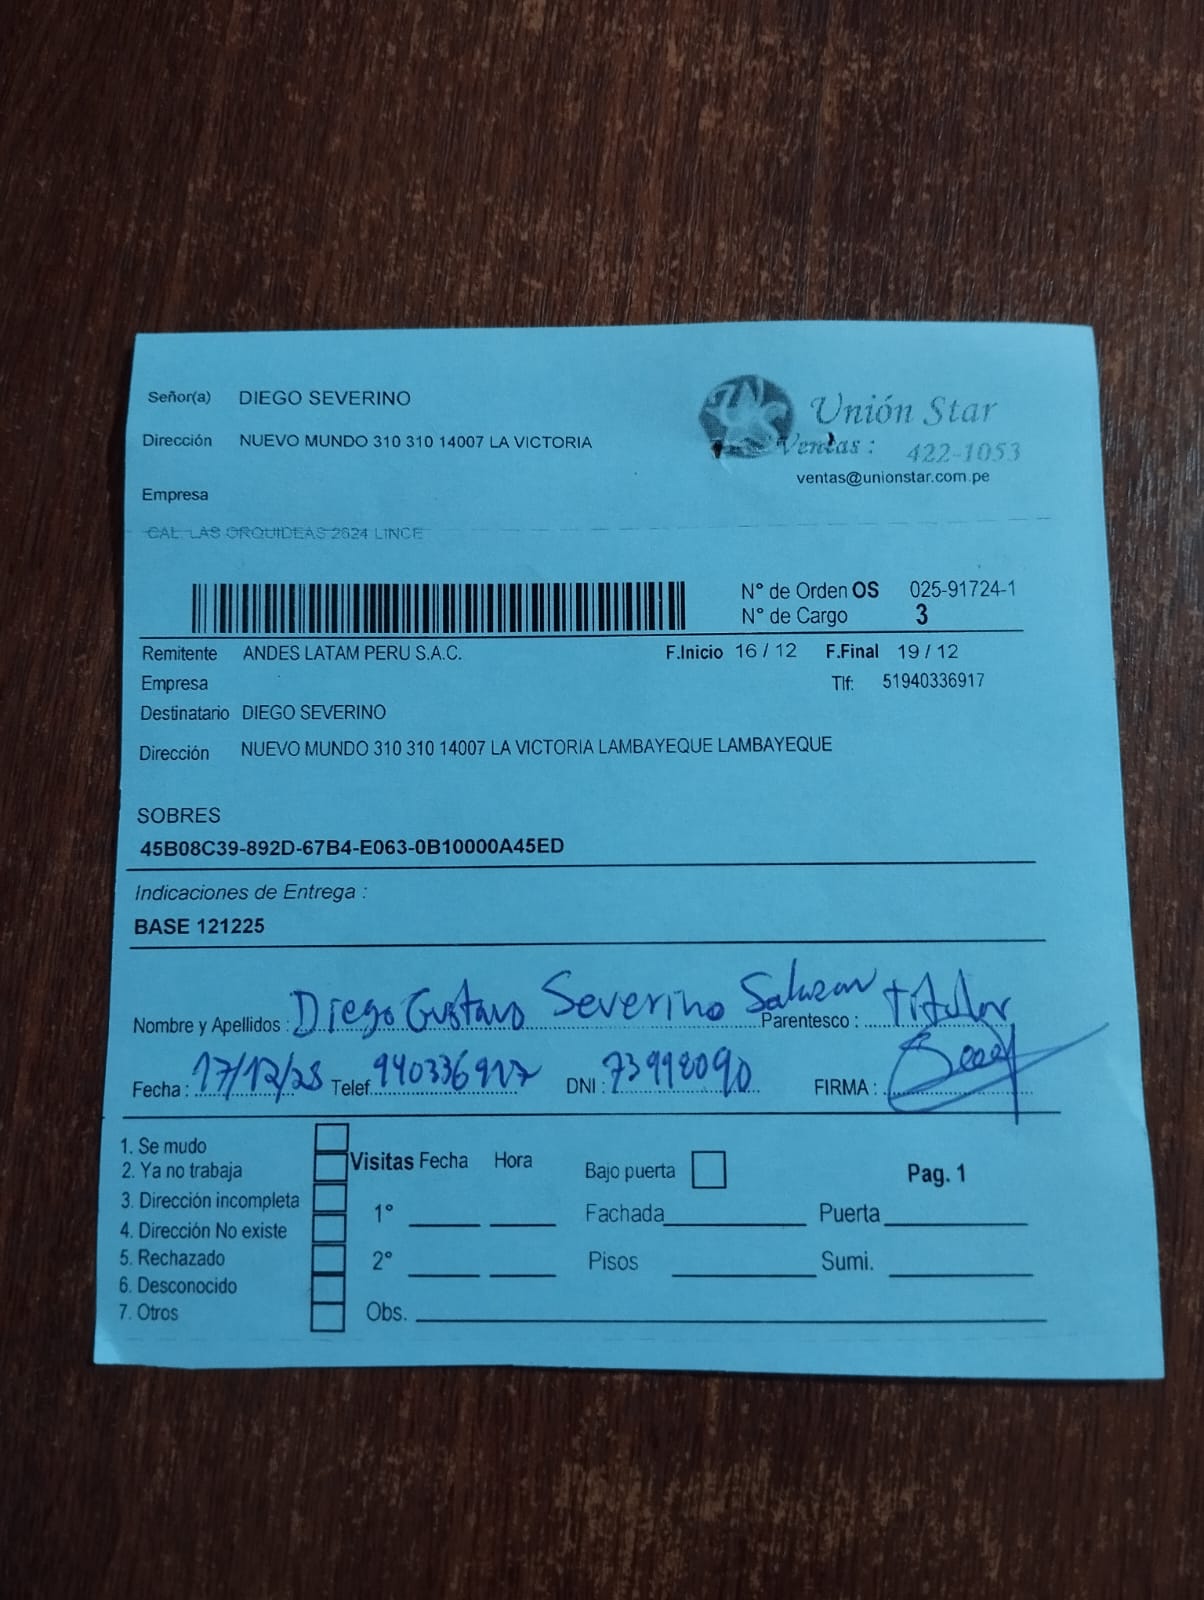 Señor(a) DIEGO SEVERINO
Unión Star
Dirección NUEVO MUNDO 310 310 14007 LA VICTORIA
Ventas : 422-1053
ventas@unionstar.com.pe
Empresa
CAL. LAS ORQUIDEAS 2624 LINCE
N° de Orden OS 025-91724-1
N° de Cargo 3
Remitente ANDES LATAM PERU S.A.C. F.Inicio 16 / 12 F.Final 19 / 12
Empresa Tlf: 51940336917
Destinatario DIEGO SEVERINO
Dirección NUEVO MUNDO 310 310 14007 LA VICTORIA LAMBAYEQUE LAMBAYEQUE
SOBRES
45B08C39-892D-67B4-E063-0B10000A45ED
Indicaciones de Entrega :
BASE 121225
Nombre y Apellidos : Diego Gustavo Severino Salazar Parentesco : titular
Fecha : 17/12/25 Telef. 940336917 DNI : 73998090 FIRMA :
1. Se mudo
2. Ya no trabaja
3. Dirección incompleta
4. Dirección No existe
5. Rechazado
6. Desconocido
7. Otros
Visitas Fecha Hora
1°
2°
Obs.
Bajo puerta Pag. 1
Fachada Puerta
Pisos Sumi.